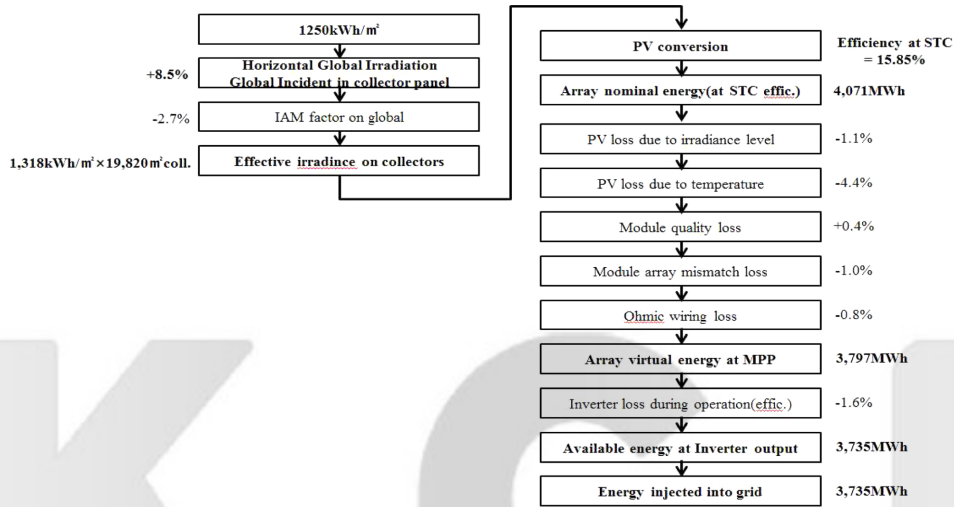 1250kWh/㎡
+8.5%
Horizontal Global Irradiation
Global Incident in collector panel
-2.7%
IAM factor on global
1,318kWh/㎡×19,820㎡coll.
Effective irradince on collectors
PV conversion
Efficiency at STC
= 15.85%
Array nominal energy(at STC effic.)
4,071MWh
PV loss due to irradiance level
-1.1%
PV loss due to temperature
-4.4%
Module quality loss
+0.4%
Module array mismatch loss
-1.0%
Ohmic wiring loss
-0.8%
Array virtual energy at MPP
3,797MWh
Inverter loss during operation(effic.)
-1.6%
Available energy at Inverter output
3,735MWh
Energy injected into grid
3,735MWh